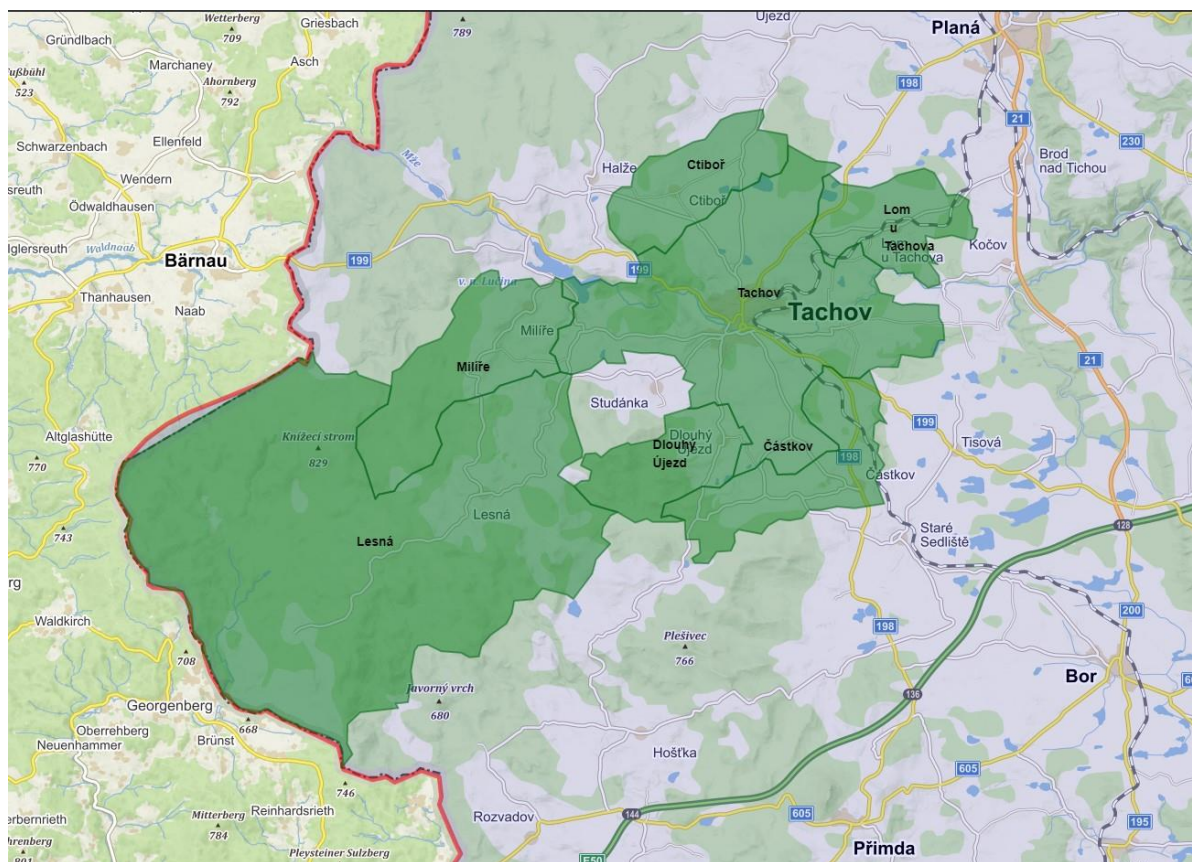 Wetterberg
709
Griesbach
789
Újezd
Planá
Gründlbach
Marchaney
Asch
198
523
Ahornberg
792
21
Schwarzenbach
Ellenfeld
Mže
Halže
Ctiboř
230
Brod
nad Tichou
Wendern
Ödwaldhausen
Ctiboř
Lom
u
Tachova
u Tachova
Kočov
Waldnaab
Bärnau
199
199
v. n. Lučina
Thanhausen
Naab
Tachov
Tachov
Milíře
Milíře
21
Studánka
Altglashütte
770
Knížecí strom
829
Dlouhý
Újezd
Dlouhý
Újezd
Částkov
198
199
Tisová
Částkov
Lesná
Lesná
743
Staré
Sedliště
128
Waldkirch
708
Plešivec
766
198
200
Georgenberg
668
Javorný vrch
680
136
Bor
Oberrehberg
Neuenhammer
Brünst
Hošťka
605
746
Reinhardsrieth
Mitterberg
784
Rozvadov
144
605
195
Pleysteiner Sulzberg
E50
Přimda